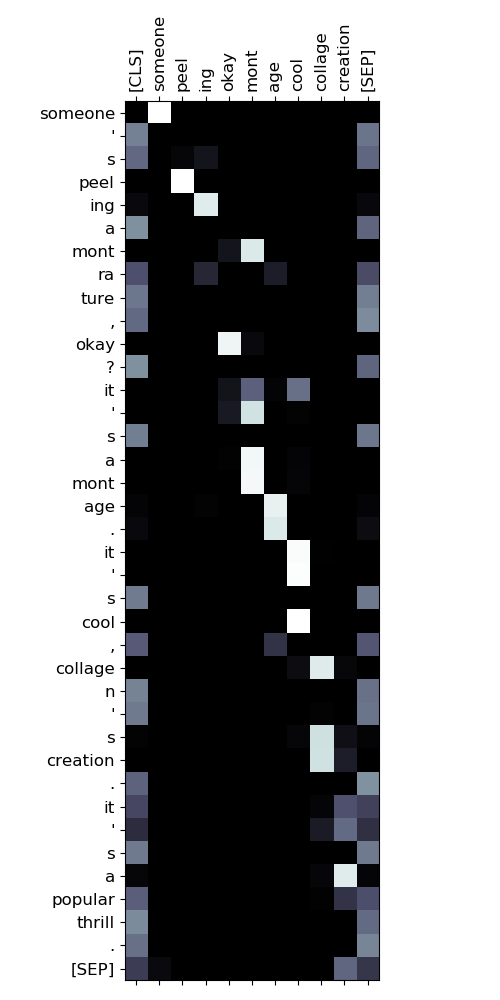 [CLS]
someone
peel
ing
okay
mont
age
cool
collage
creation
[SEP]
someone
'
s
peel
ing
a
mont
ra
ture
,
okay
?
it
'
s
a
mont
age
.
it
'
s
cool
,
collage
n
'
s
creation
.
it
'
s
a
popular
thrill
.
[SEP]